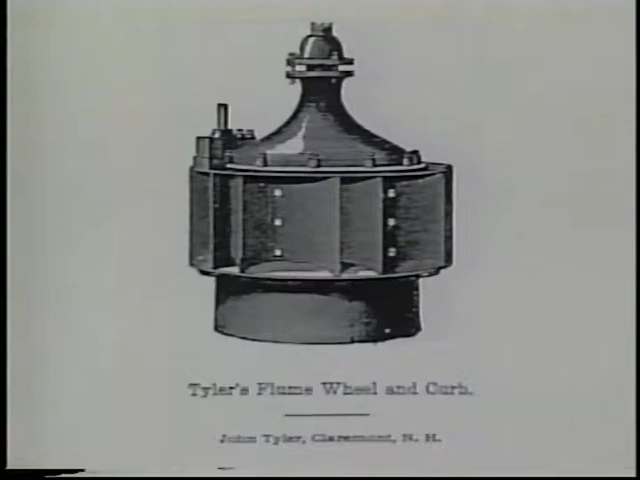 Tyler's Flume Wheel and Curb.
John Tyler, Claremont, N. H.